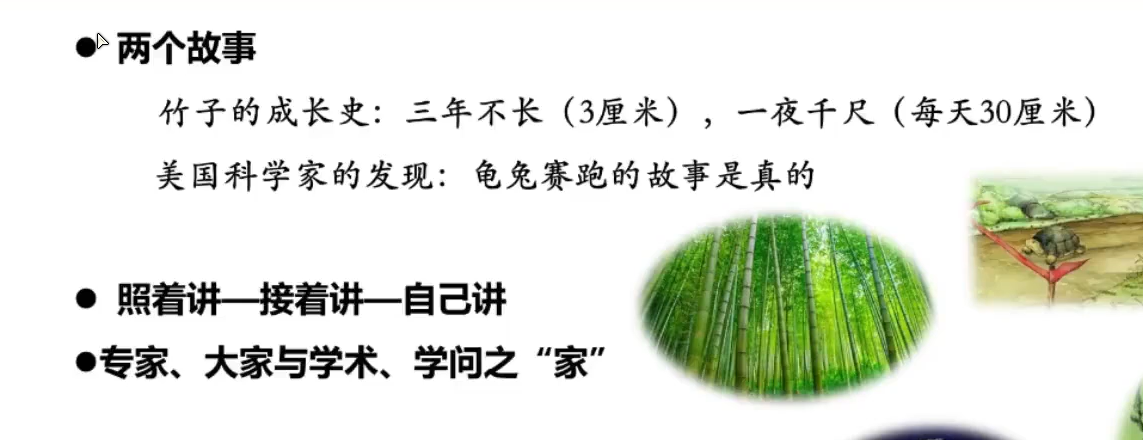 ● 两个故事
竹子的成长史：三年不长（3厘米），一夜千尺（每天30厘米）
美国科学家的发现：龟兔赛跑的故事是真的
● 照着讲—接着讲—自己讲
●专家、大家与学术、学问之“家”